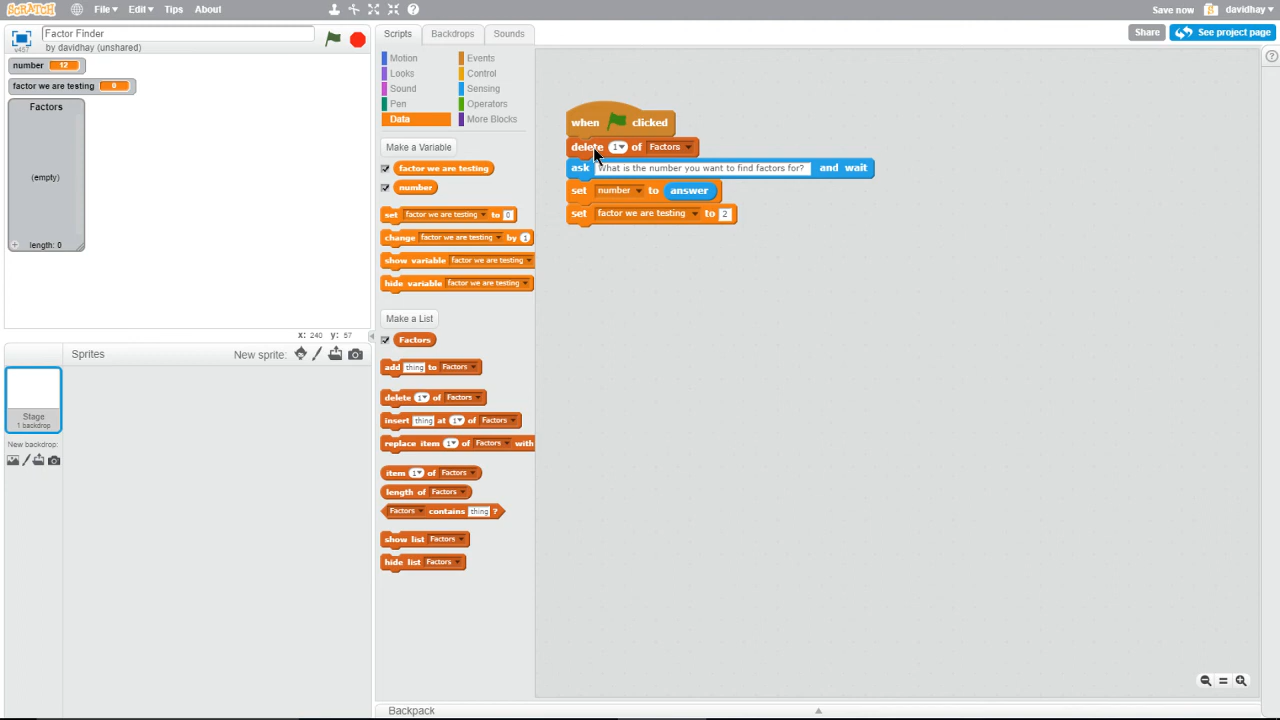 SCRATCH File Edit Tips About Save now davidhay
Factor Finder
by davidhay (unshared)
v457
number 12
factor we are testing 0
Factors
(empty)
+ length: 0
x: 240 y: 57
Sprites New sprite:
Stage
1 backdrop
New backdrop:
Scripts Backdrops Sounds
Motion Events
Looks Control
Sound Sensing
Pen Operators
Data More Blocks
Make a Variable
factor we are testing
number
set factor we are testing to 0
change factor we are testing by 1
show variable factor we are testing
hide variable factor we are testing
Make a List
Factors
add thing to Factors
delete 1 of Factors
insert thing at 1 of Factors
replace item 1 of Factors with
item 1 of Factors
length of Factors
Factors contains thing ?
show list Factors
hide list Factors
Share See project page
when clicked
delete 1 of Factors
ask What is the number you want to find factors for? and wait
set number to answer
set factor we are testing to 2
Backpack